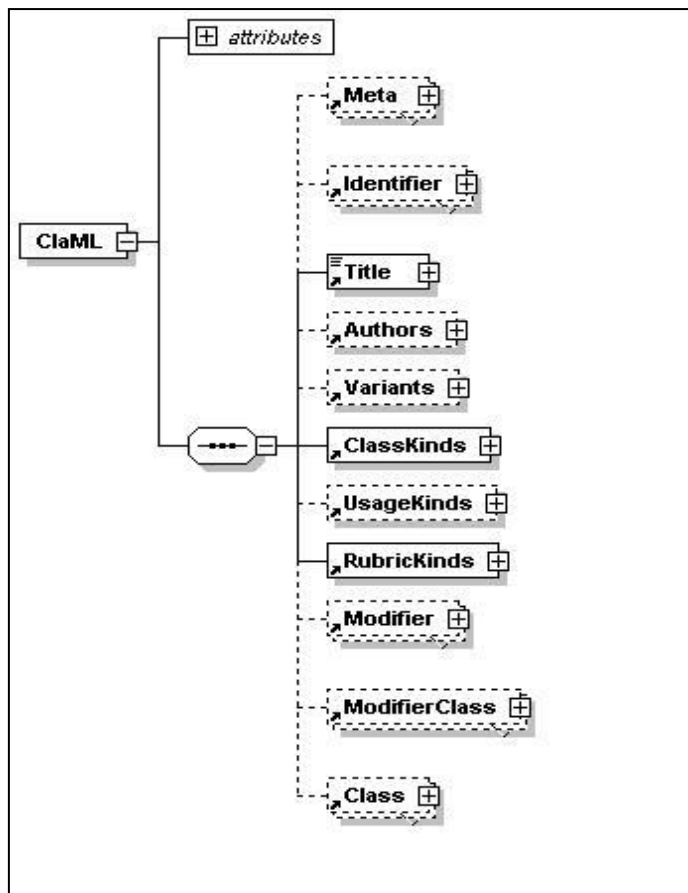 attributes
Meta
Identifier
ClaML
Title
Authors
Variants
ClassKinds
UsageKinds
RubricKinds
Modifier
ModifierClass
Class